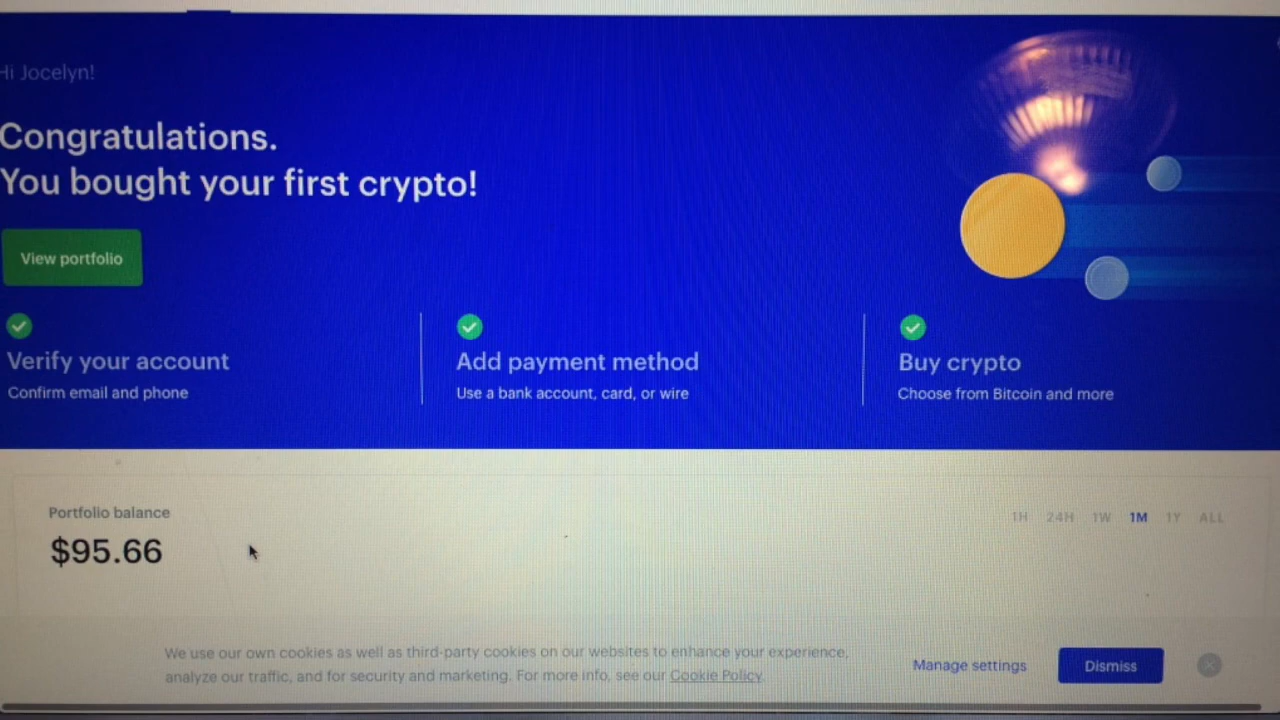 Hi Jocelyn!
Congratulations.
You bought your first crypto!
View portfolio
Verify your account
Confirm email and phone
Add payment method
Use a bank account, card, or wire
Buy crypto
Choose from Bitcoin and more
Portfolio balance
$95.66
1H 24H 1W 1M 1Y ALL
We use our own cookies as well as third-party cookies on our websites to enhance your experience,
analyze our traffic, and for security and marketing. For more info, see our Cookie Policy.
Manage settings
Dismiss